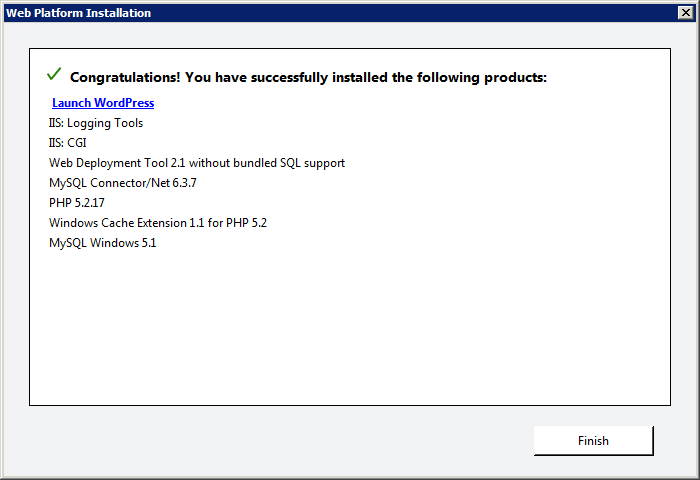 Web Platform Installation
Congratulations! You have successfully installed the following products:
Launch WordPress
IIS: Logging Tools
IIS: CGI
Web Deployment Tool 2.1 without bundled SQL support
MySQL Connector/Net 6.3.7
PHP 5.2.17
Windows Cache Extension 1.1 for PHP 5.2
MySQL Windows 5.1
Finish